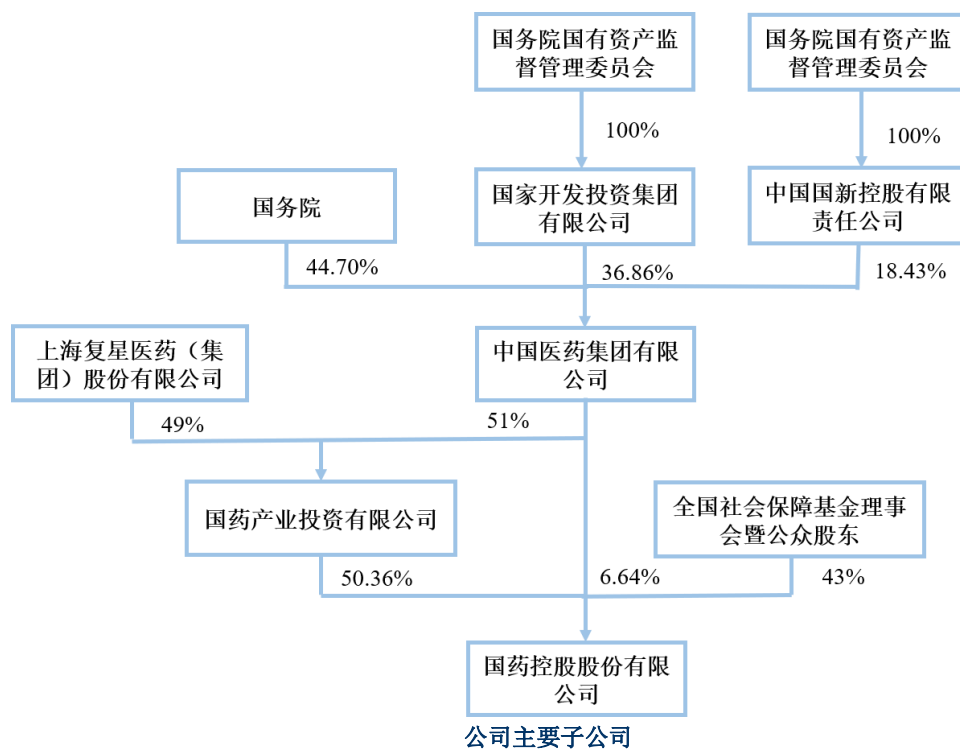 国务院国有资产监
督管理委员会
国务院国有资产监
督管理委员会
100%
100%
国务院
国家开发投资集团
有限公司
中国国新控股有限
责任公司
44.70%
36.86%
18.43%
上海复星医药（集
团）股份有限公司
中国医药集团有限
公司
49%
51%
国药产业投资有限公司
全国社会保障基金理事
会暨公众股东
50.36%
6.64%
43%
国药控股股份有限
公司
公司主要子公司